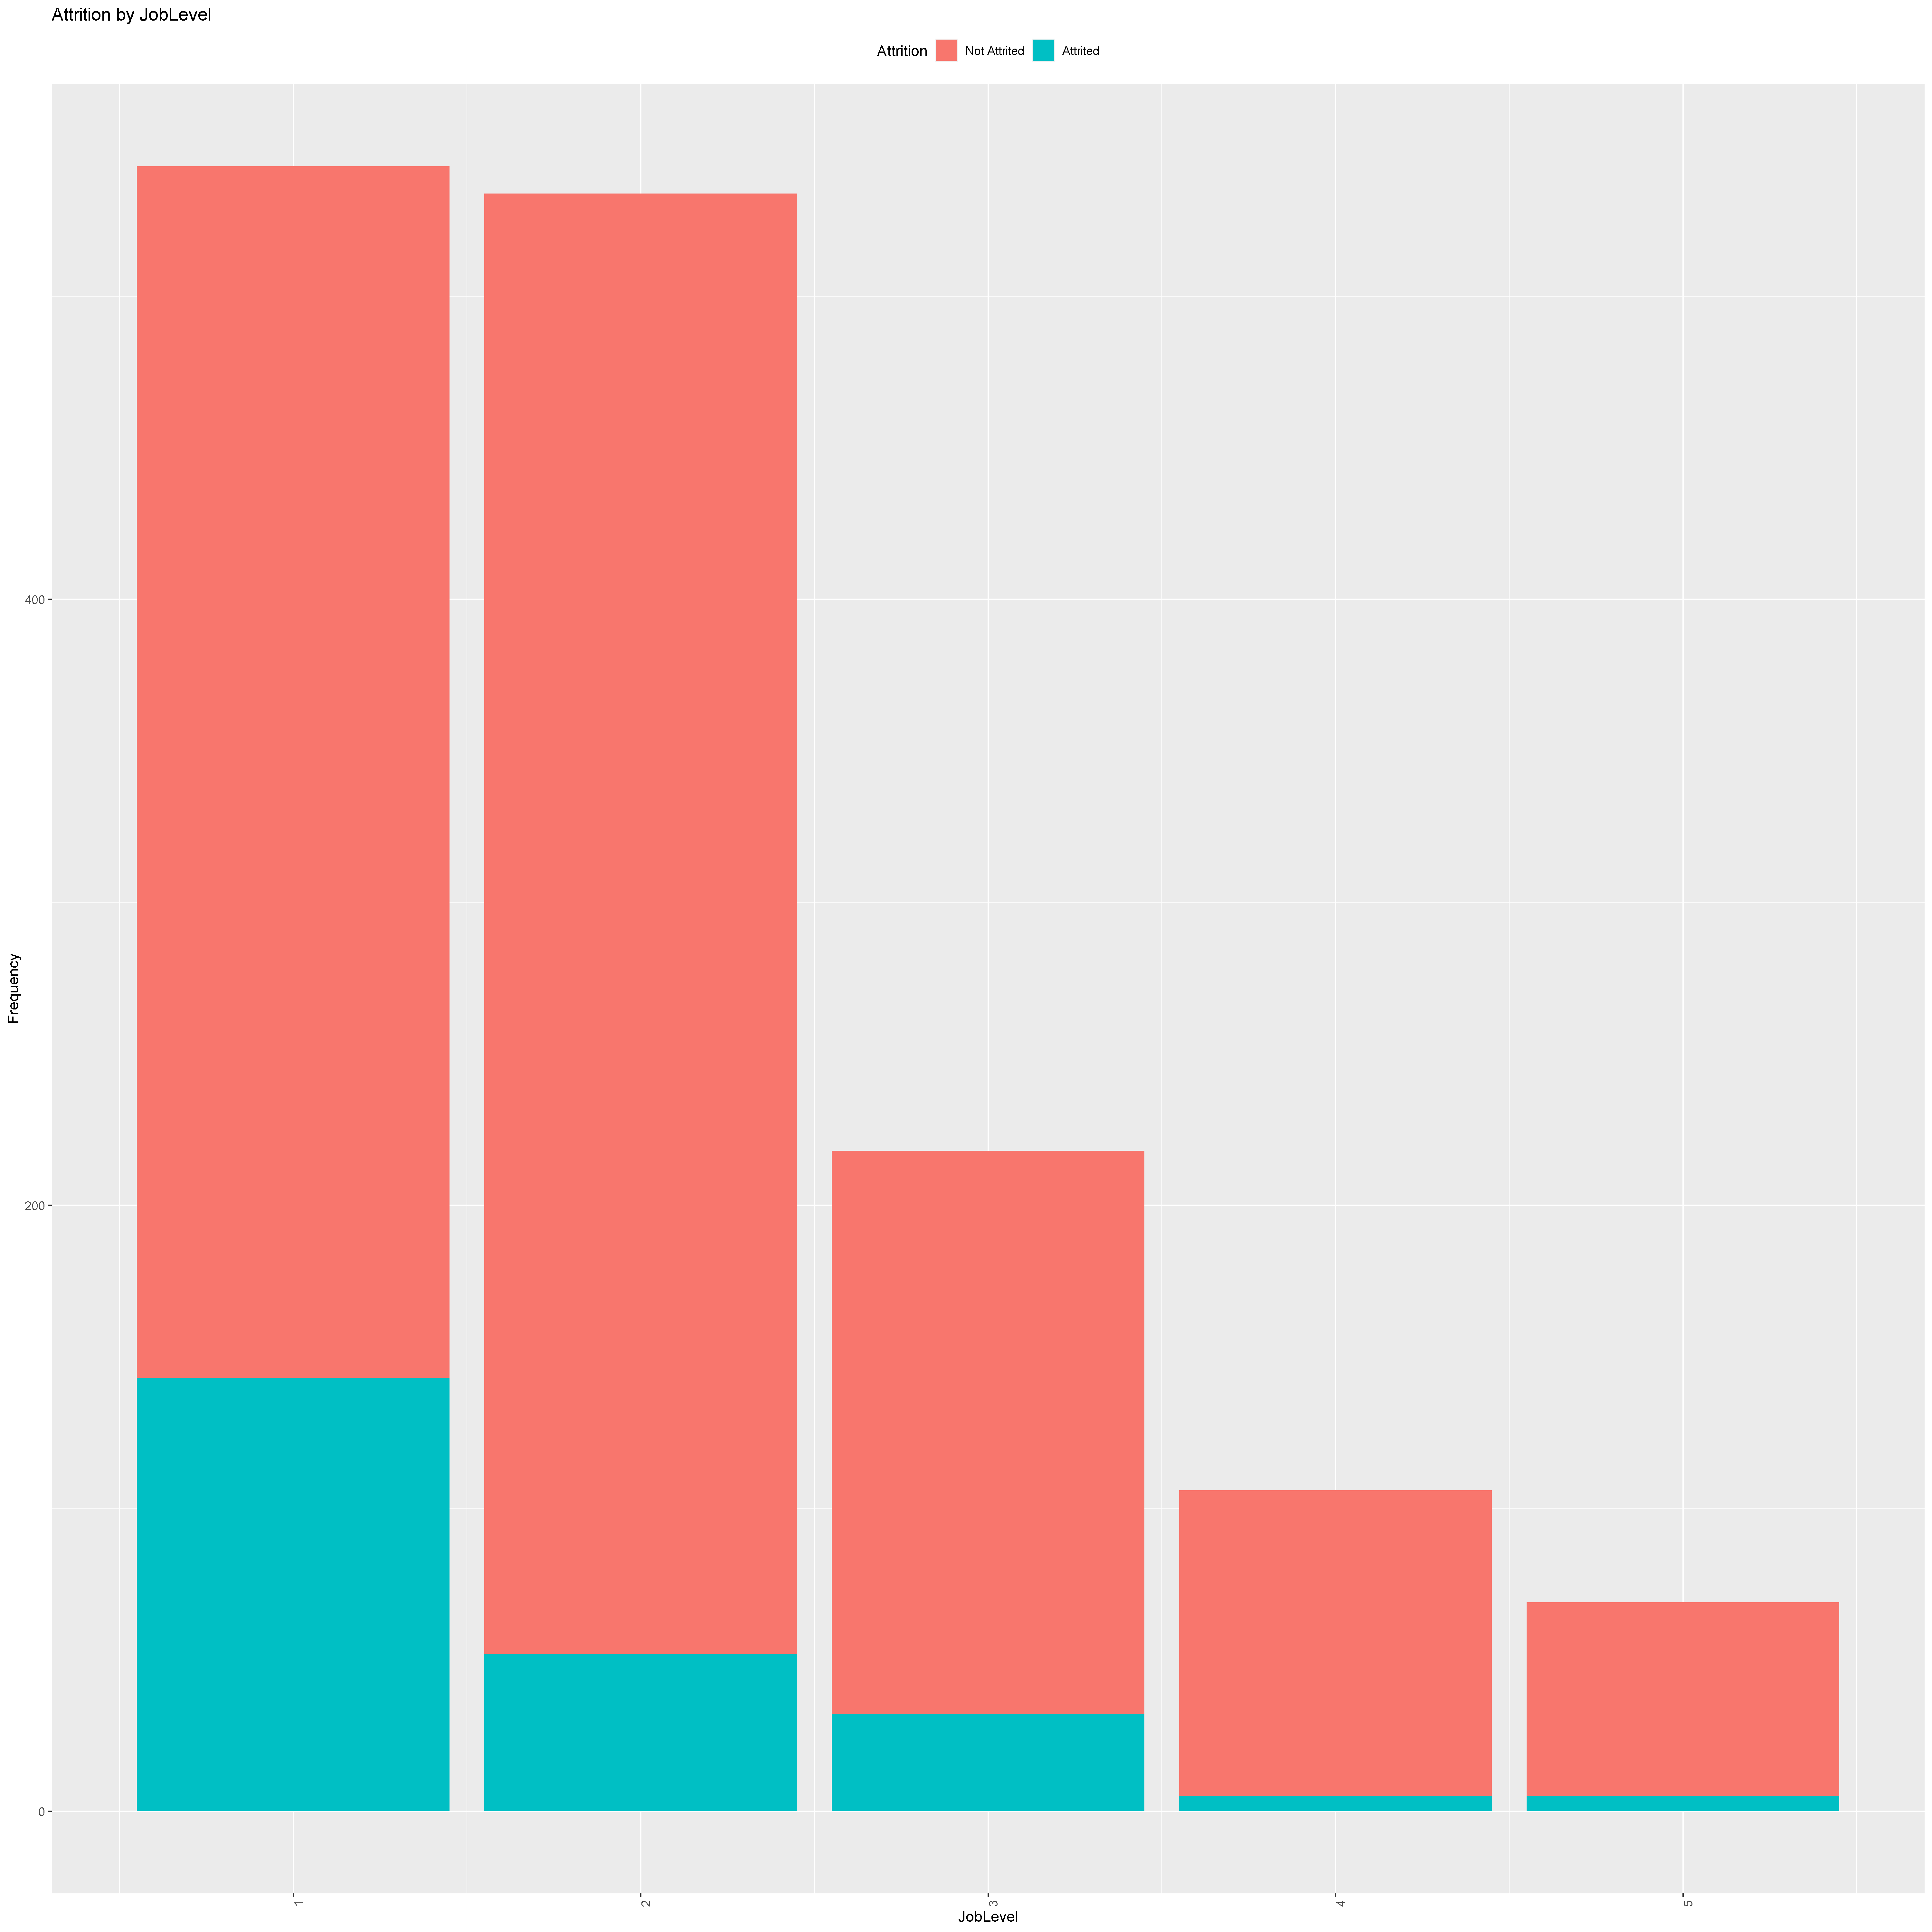 Attrition by JobLevel
Attrition Not Attrited Attrited
Frequency
400
200
0
1 2 3 4 5
JobLevel